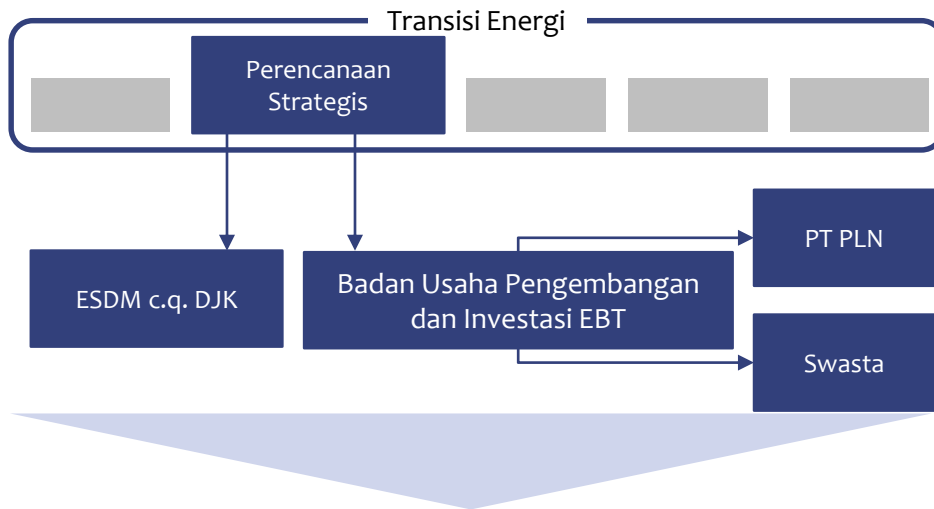 Transisi Energi
Perencanaan
Strategis
ESDM c.q. DJK
Badan Usaha Pengembangan
dan Investasi EBT
PT PLN
Swasta